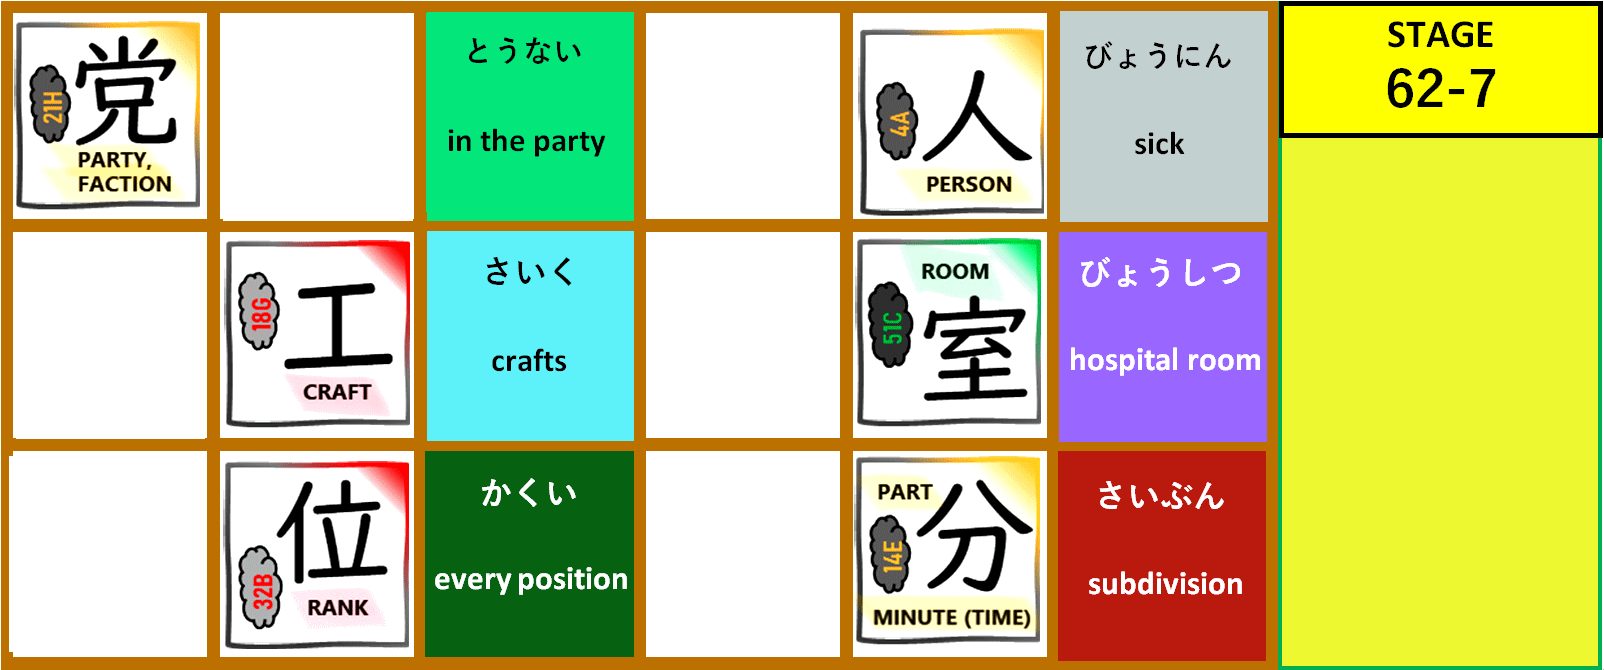 党
21H
PARTY,
FACTION
とうない
in the party
人
4A
PERSON
びょうにん
sick
STAGE
62-7
工
18G
CRAFT
さいく
crafts
ROOM
室
51C
びょうしつ
hospital room
位
32B
RANK
かくい
every position
PART
分
14E
MINUTE (TIME)
さいぶん
subdivision